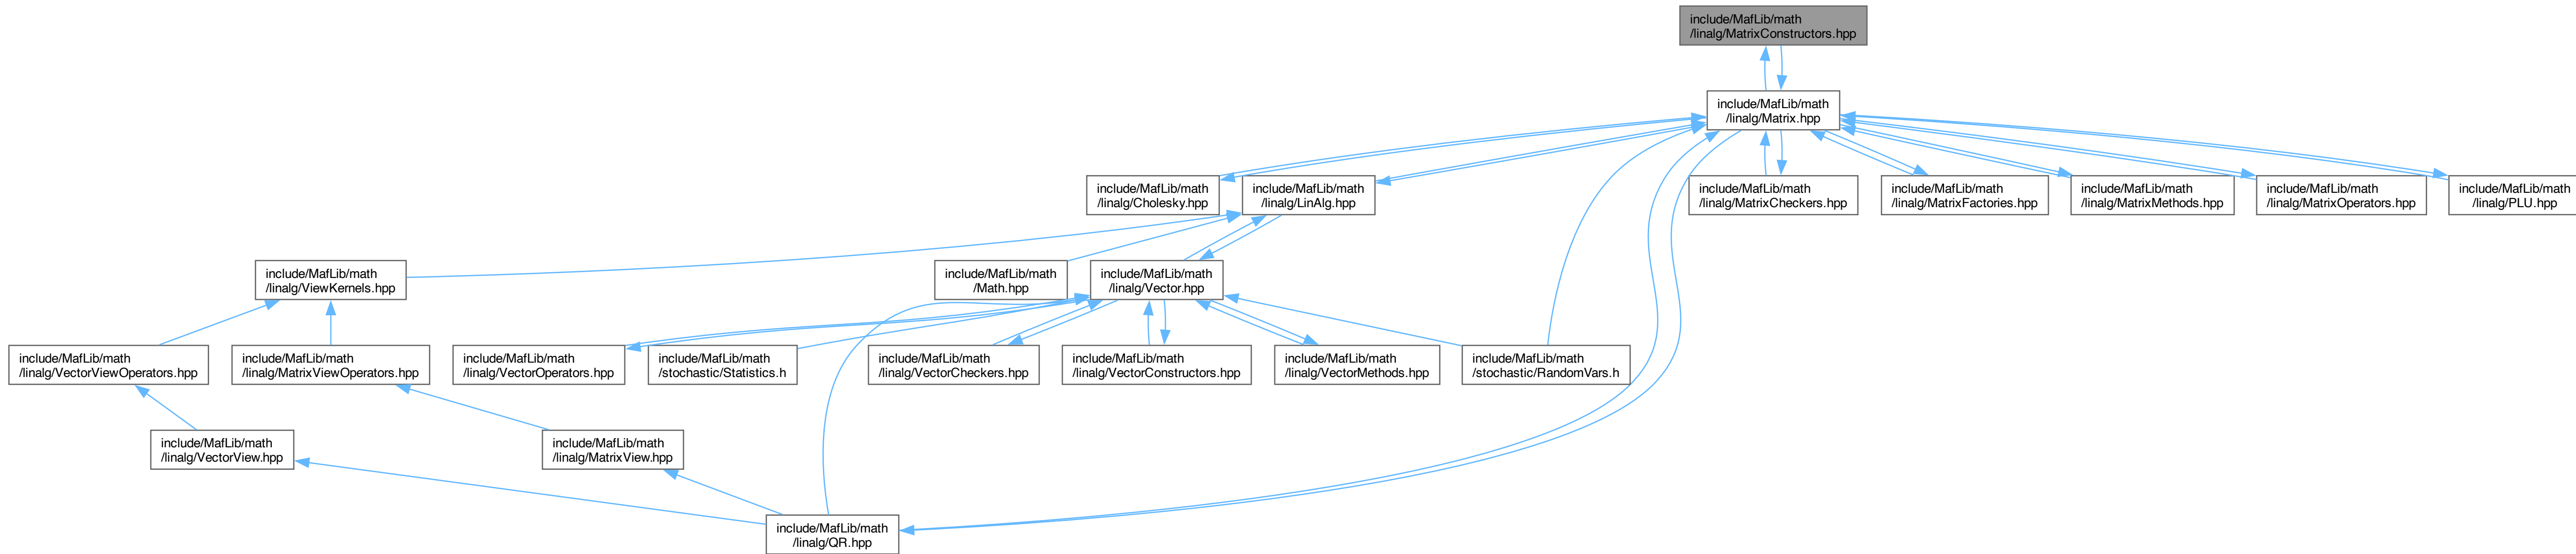 include/MafLib/math
/linalg/MatrixConstructors.hpp
include/MafLib/math
/linalg/Matrix.hpp
include/MafLib/math
/linalg/Cholesky.hpp
include/MafLib/math
/linalg/LinAlg.hpp
include/MafLib/math
/linalg/MatrixCheckers.hpp
include/MafLib/math
/linalg/MatrixFactories.hpp
include/MafLib/math
/linalg/MatrixMethods.hpp
include/MafLib/math
/linalg/MatrixOperators.hpp
include/MafLib/math
/linalg/PLU.hpp
include/MafLib/math
/linalg/ViewKernels.hpp
include/MafLib/math
/Math.hpp
include/MafLib/math
/linalg/Vector.hpp
include/MafLib/math
/linalg/VectorViewOperators.hpp
include/MafLib/math
/linalg/MatrixViewOperators.hpp
include/MafLib/math
/linalg/VectorOperators.hpp
include/MafLib/math
/stochastic/Statistics.h
include/MafLib/math
/linalg/VectorCheckers.hpp
include/MafLib/math
/linalg/VectorConstructors.hpp
include/MafLib/math
/linalg/VectorMethods.hpp
include/MafLib/math
/stochastic/RandomVars.h
include/MafLib/math
/linalg/VectorView.hpp
include/MafLib/math
/linalg/MatrixView.hpp
include/MafLib/math
/linalg/QR.hpp